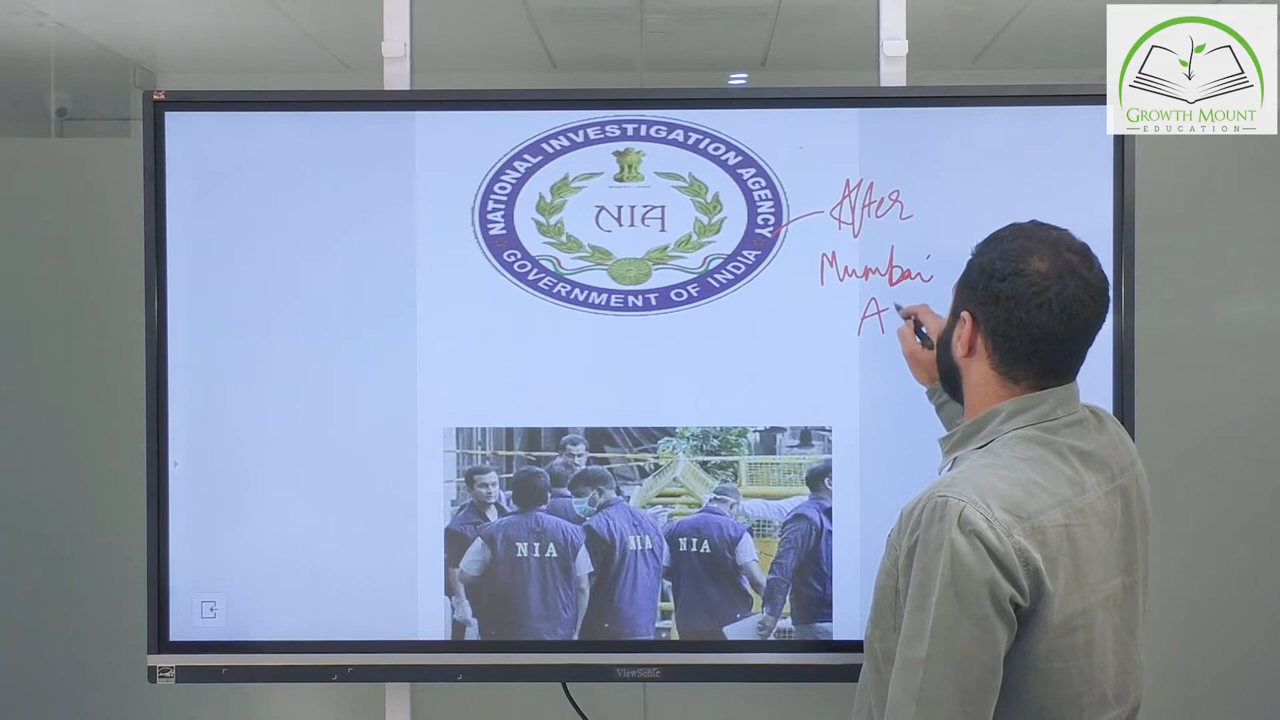 GROWTH MOUNT
EDUCATION
NATIONAL INVESTIGATION AGENCY
NIA
GOVERNMENT OF INDIA
After
Mumbai
A
NIA
NIA
NIA
ViewSonic